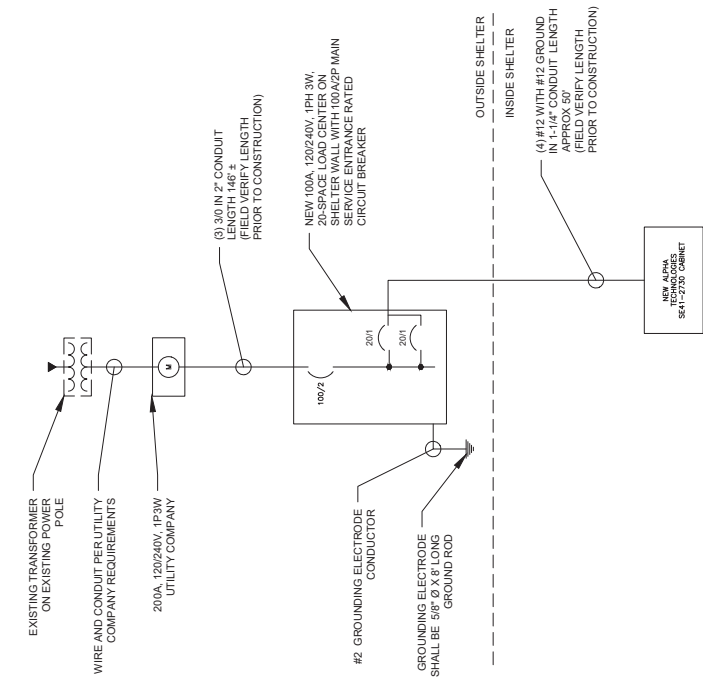 EXISTING TRANSFORMER
ON EXISTING POWER
POLE
WIRE AND CONDUIT PER UTILITY
COMPANY REQUIREMENTS
200A, 120/240V, 1P3W
UTILITY COMPANY
M
(3) 3/0 IN 2" CONDUIT
LENGTH 146' ±
(FIELD VERIFY LENGTH
PRIOR TO CONSTRUCTION)
NEW 100A, 120/240V, 1PH 3W,
20-SPACE LOAD CENTER ON
SHELTER WALL WITH 100A/2P MAIN
SERVICE ENTRANCE RATED
CIRCUIT BREAKER
100/2
20/1
20/1
#2 GROUNDING ELECTRODE
CONDUCTOR
GROUNDING ELECTRODE
SHALL BE 5/8" Ø X 8' LONG
GROUND ROD
OUTSIDE SHELTER
INSIDE SHELTER
(4) #12 WITH #12 GROUND
IN 1-1/4" CONDUIT LENGTH
APPROX 50'
(FIELD VERIFY LENGTH
PRIOR TO CONSTRUCTION)
NEW ALPHA
TECHNOLOGIES
SE41-2730 CABINET